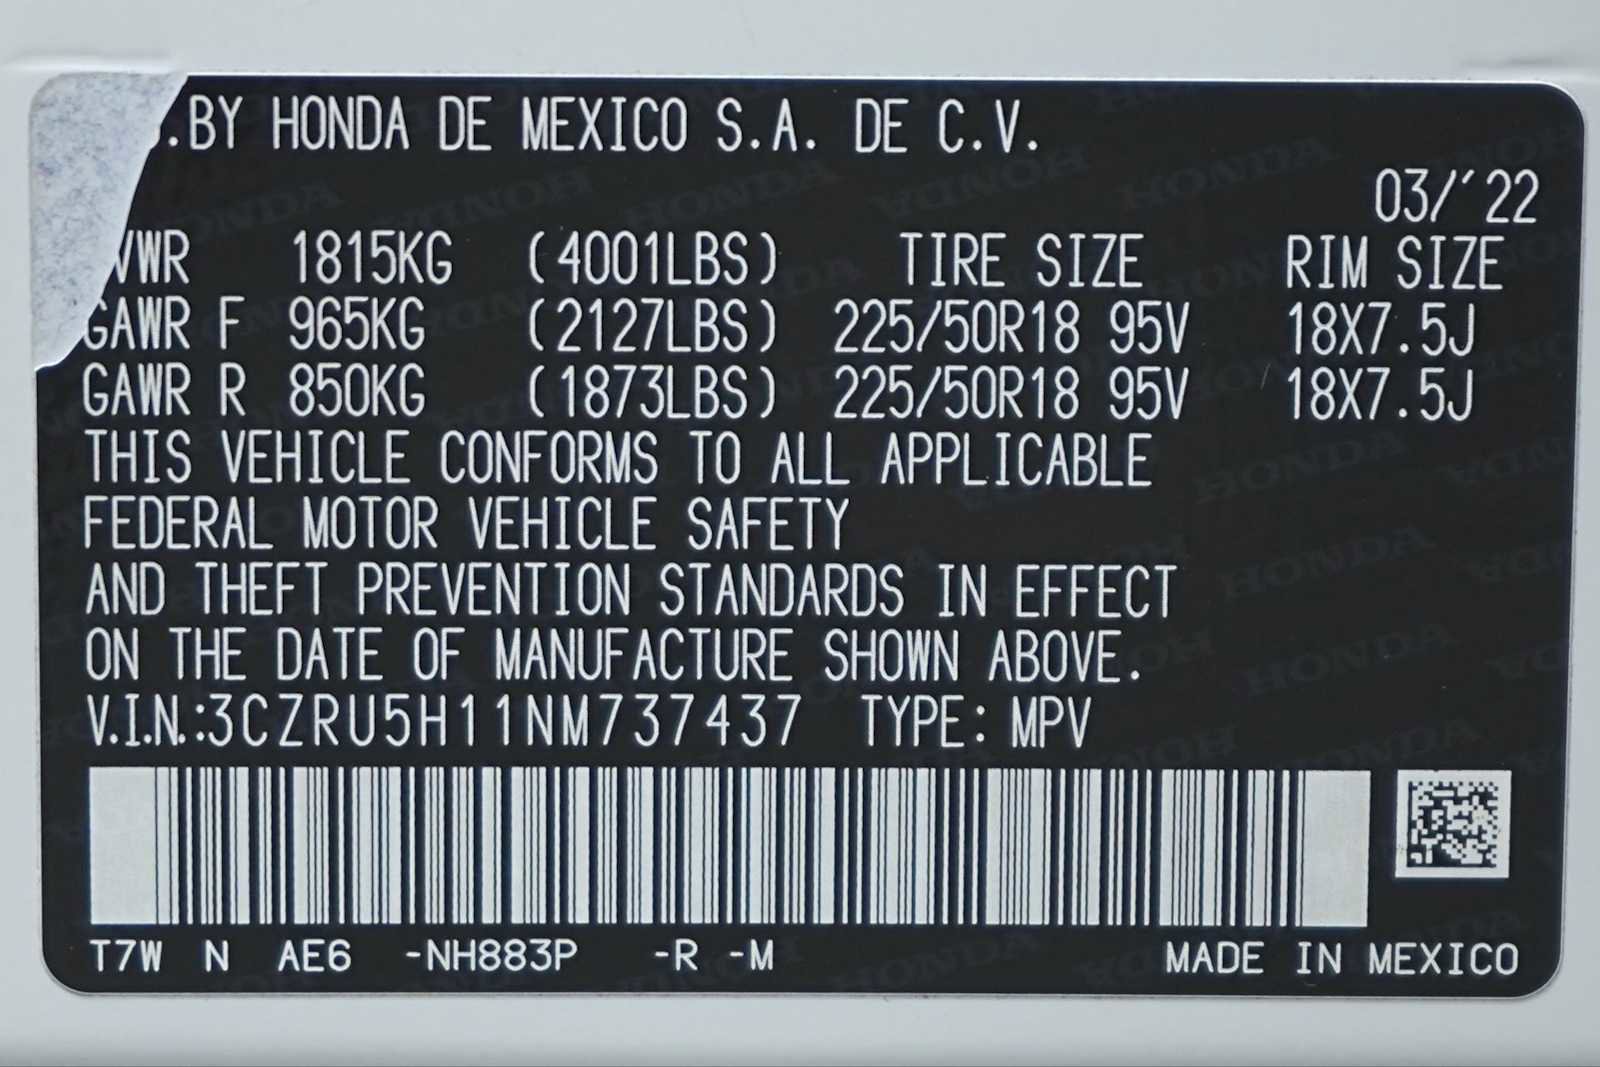 .BY HONDA DE MEXICO S.A. DE C.V.
03/'22
VWR 1815KG (4001LBS) TIRE SIZE RIM SIZE
GAWR F 965KG (2127LBS) 225/50R18 95V 18X7.5J
GAWR R 850KG (1873LBS) 225/50R18 95V 18X7.5J
THIS VEHICLE CONFORMS TO ALL APPLICABLE
FEDERAL MOTOR VEHICLE SAFETY
AND THEFT PREVENTION STANDARDS IN EFFECT
ON THE DATE OF MANUFACTURE SHOWN ABOVE.
V.I.N.:3CZRU5H11NM737437 TYPE: MPV
T7W N AE6 -NH883P -R -M MADE IN MEXICO